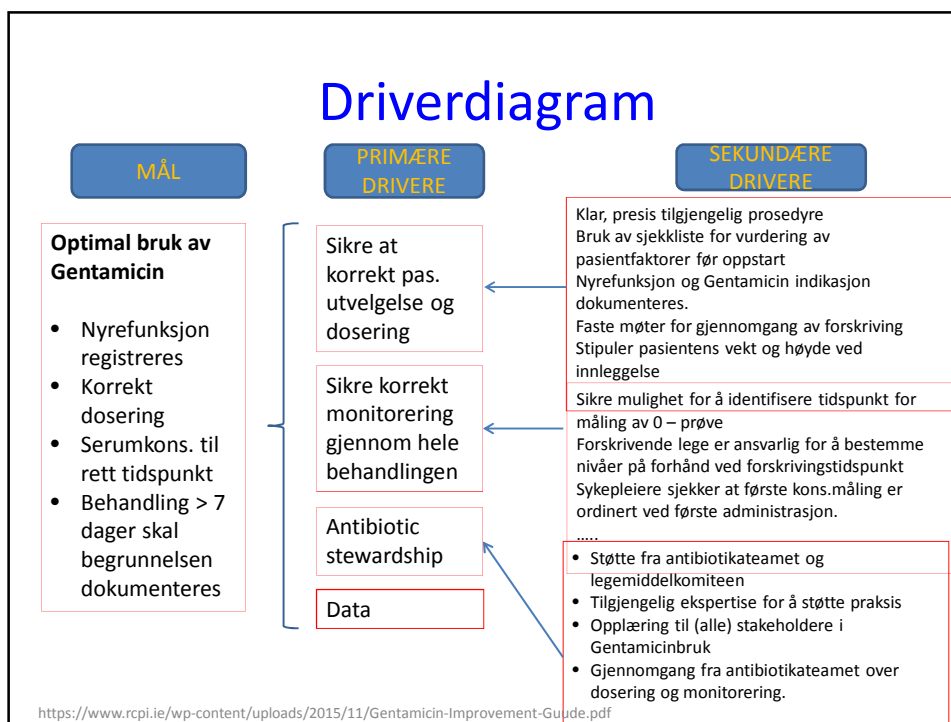 Driverdiagram
MÅL
PRIMÆRE
DRIVERE
SEKUNDÆRE
DRIVERE
Optimal bruk av
Gentamicin
• Nyrefunksjon
registreres
• Korrekt
dosering
• Serumkons. til
rett tidspunkt
• Behandling > 7
dager skal
begrunnelsen
dokumenteres
Sikre at
korrekt pas.
utvelgelse og
dosering
Sikre korrekt
monitorering
gjennom hele
behandlingen
Antibiotic
stewardship
Data
Klar, presis tilgjengelig prosedyre
Bruk av sjekkliste for vurdering av
pasientfaktorer før oppstart
Nyrefunksjon og Gentamicin indikasjon
dokumenteres.
Faste møter for gjennomgang av forskriving
Stipuler pasientens vekt og høyde ved
innleggelse
Sikre mulighet for å identifisere tidspunkt for
måling av 0 – prøve
Forskrivende lege er ansvarlig for å bestemme
nivåer på forhånd ved forskrivingstidspunkt
Sykepleiere sjekker at første kons.måling er
ordinert ved første administrasjon.
.....
• Støtte fra antibiotikateamet og
legemiddelkomiteen
• Tilgjengelig ekspertise for å støtte praksis
• Opplæring til (alle) stakeholdere i
Gentamicinbruk
• Gjennomgang fra antibiotikateamet over
dosering og monitorering.
https://www.rcpi.ie/wp-content/uploads/2015/11/Gentamicin-Improvement-Guude.pdf